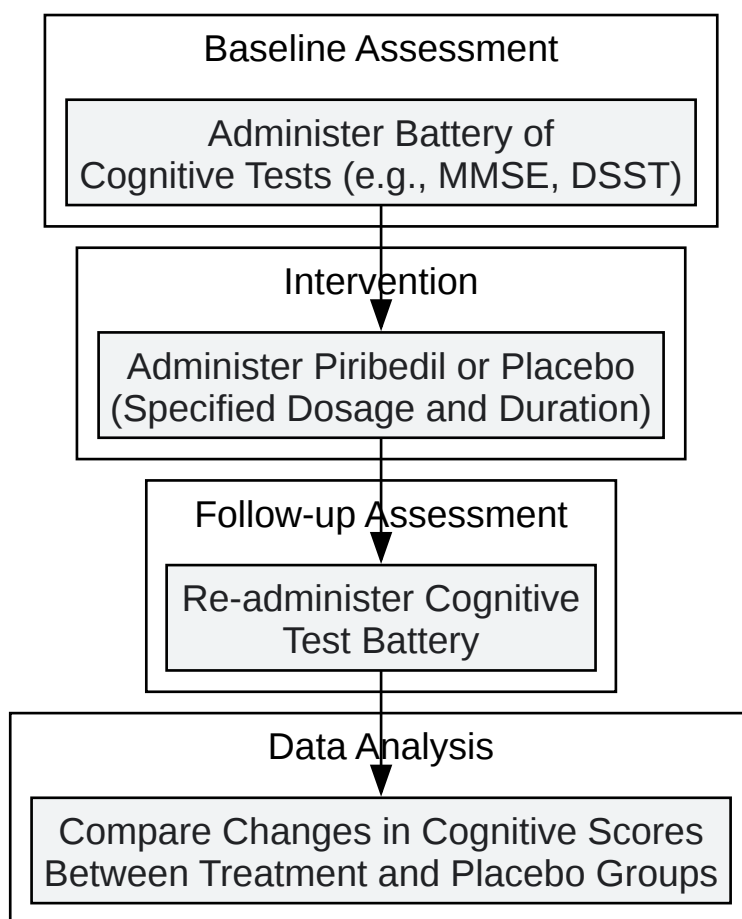 Baseline Assessment
Administer Battery of
Cognitive Tests (e.g., MMSE, DSST)
Intervention
Administer Piribedil or Placebo
(Specified Dosage and Duration)
Follow-up Assessment
Re-administer Cognitive
Test Battery
Data Analysis
Compare Changes in Cognitive Scores
Between Treatment and Placebo Groups